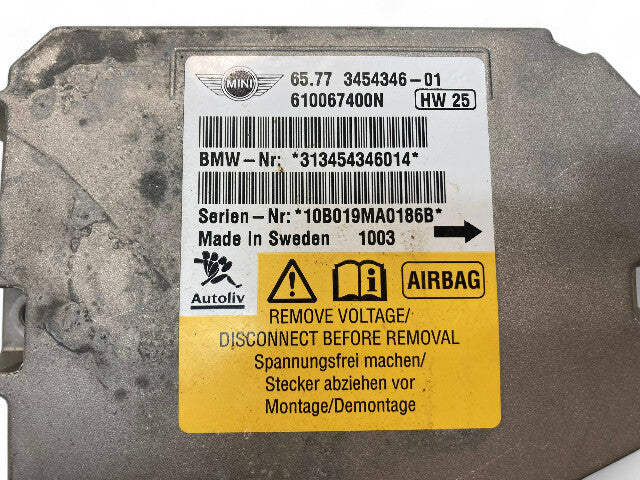 MINI 65.77 3454346-01
610067400N HW 25
BMW-Nr: *313454346014*
Serien-Nr: *10B019MA0186B*
Made In Sweden 1003
Autoliv
AIRBAG
REMOVE VOLTAGE/
DISCONNECT BEFORE REMOVAL
Spannungsfrei machen/
Stecker abziehen vor
Montage/Demontage